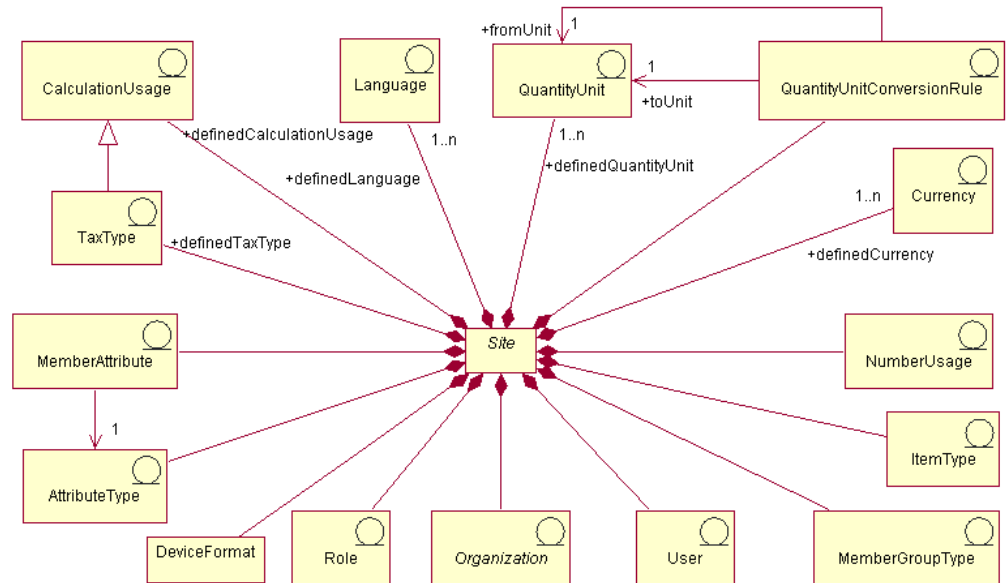 +fromUnit
1
CalculationUsage
Language
QuantityUnit
1
+toUnit
QuantityUnitConversionRule
+definedCalculationUsage
1..n
1..n
+definedLanguage
+definedQuantityUnit
1..n
Currency
TaxType
+definedTaxType
+definedCurrency
Site
MemberAttribute
NumberUsage
1
AttributeType
ItemType
DeviceFormat
Role
Organization
User
MemberGroupType